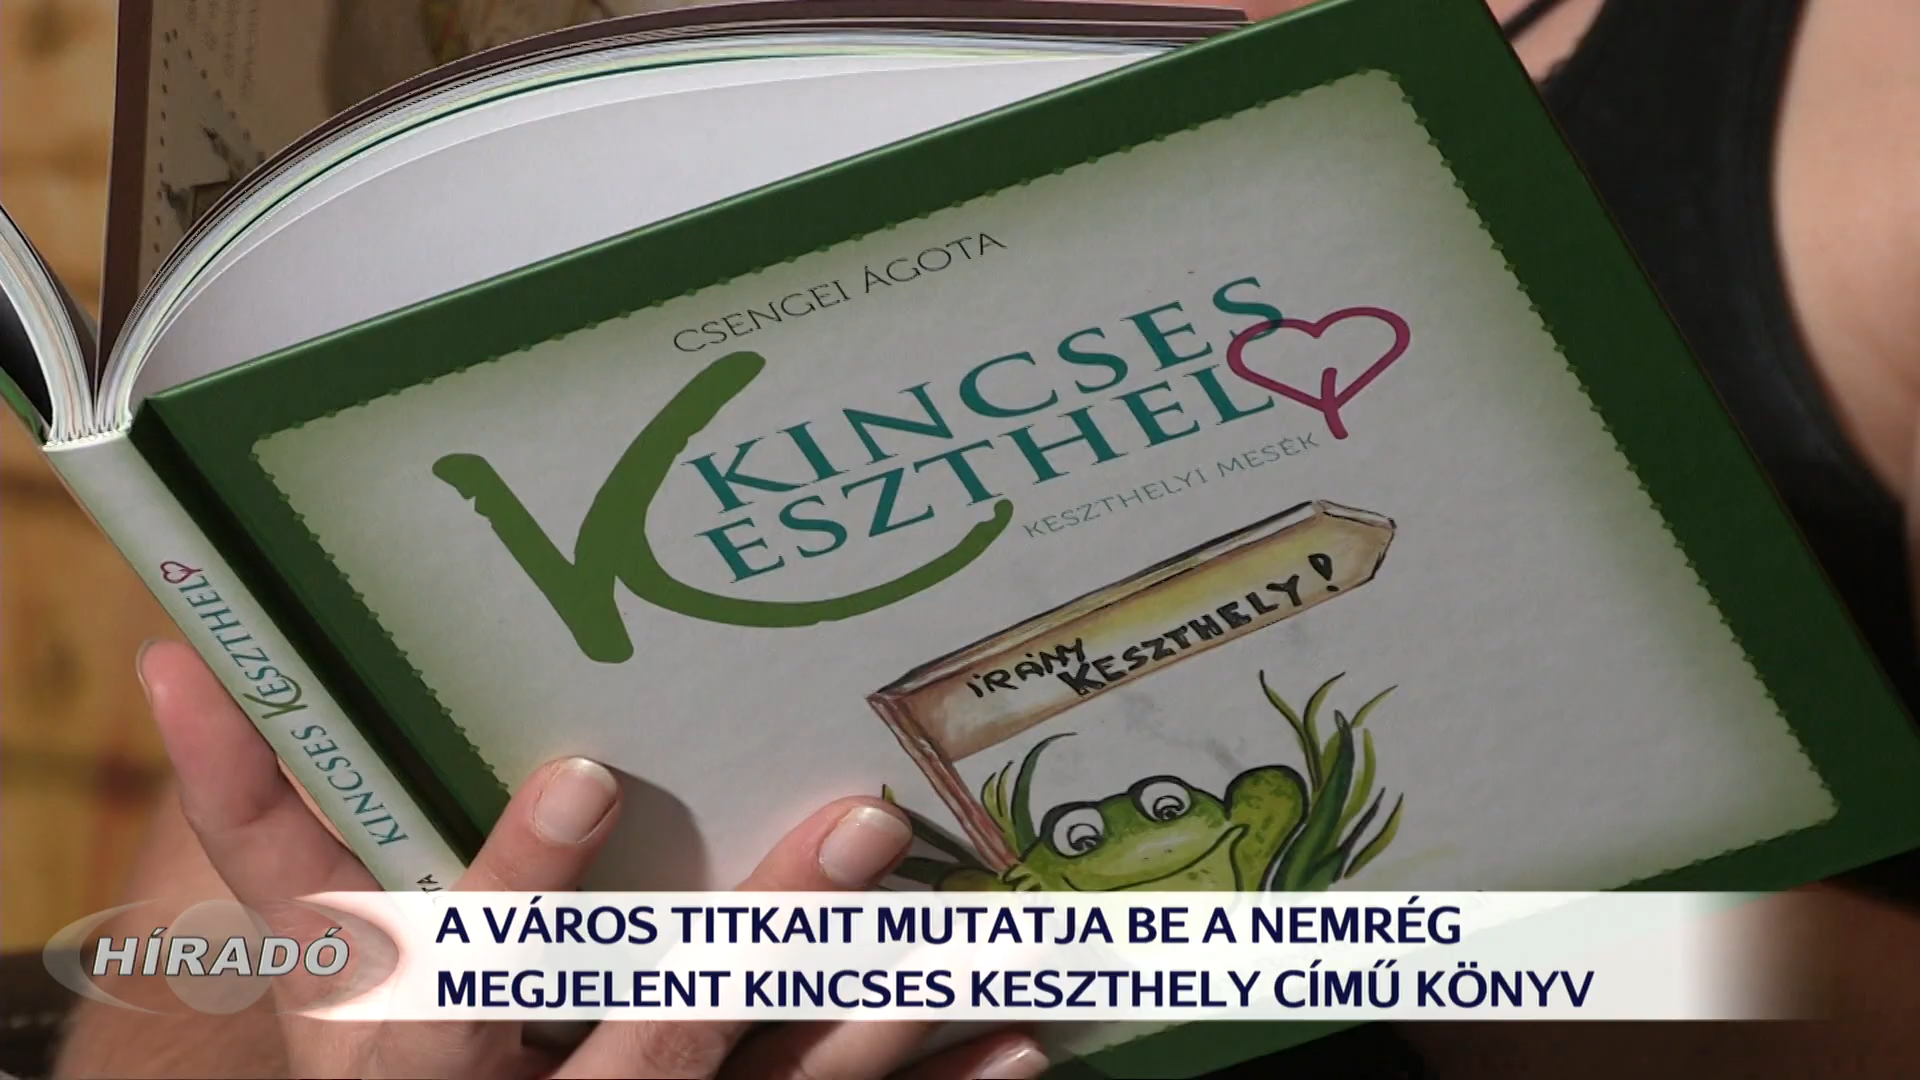 CSENGEI ÁGOTA
KINCSES
KESZTHELY
KESZTHELYI MESÉK
IRÁNY
KESZTHELY!
KINCSES KESZTHELY
HÍRADÓ
A VÁROS TITKAIT MUTATJA BE A NEMRÉG
MEGJELENT KINCSES KESZTHELY CÍMŰ KÖNYV